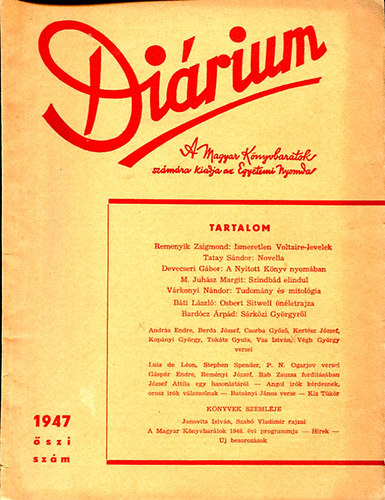 Diárium
A Magyar Könyvbarátok
számára kiadja az Egyetemi Nyomda
TARTALOM
Remenyik Zsigmond: Ismeretlen Voltaire-levelek
Tatay Sándor: Novella
Devecseri Gábor: A Nyitott Könyv nyomában
M. Juhász Margit: Szindbád elindul
Várkonyi Nándor: Tudomány és mitológia
Báti László: Osbert Sitwell önéletrajza
Bardócz Árpád: Sárközi Györgyről
András Endre, Berda József, Csorba Győző, Kertész József,
Kopányi György, Takáts Gyula, Vas István, Végh György
versei
Luis de Léon, Stephen Spender, P. N. Ogarjov versei
Gáspár Endre, Reményi József, Rab Zsuzsa fordításában
József Attila egy hasonlatáról — Angol írók kérdeznek,
orosz írók válaszolnak — Batsányi János verse — Kis Tükör
KÖNYVEK SZEMLÉJE
Janovits István, Szabó Vladimir rajzai
A Magyar Könyvbarátok 1948. évi programmja — Hírek —
Uj besorozások
1947
őszi
szám